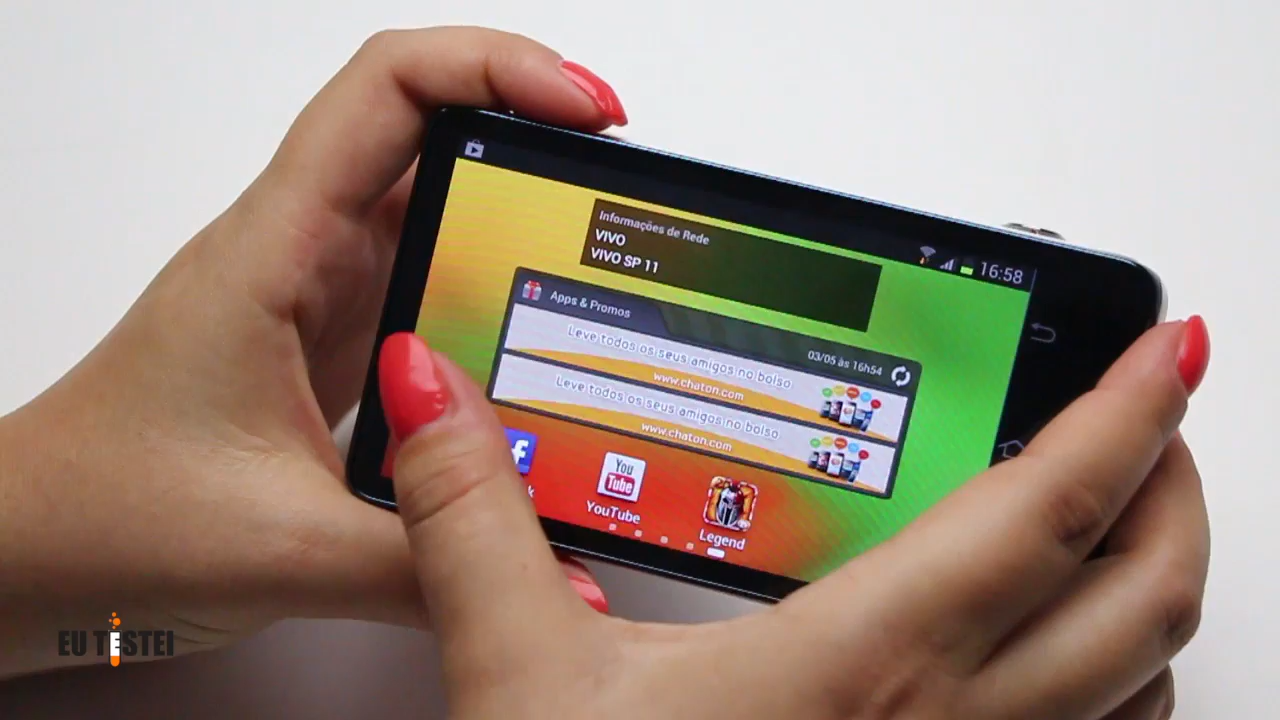 16:58
Informações de Rede
VIVO
VIVO SP 11
Apps & Promos
03/05 às 16h54
Leve todos os seus amigos no bolso
www.chaton.com
Leve todos os seus amigos no bolso
www.chaton.com
f
k
You
Tube
YouTube
Legend
EU TESTEI